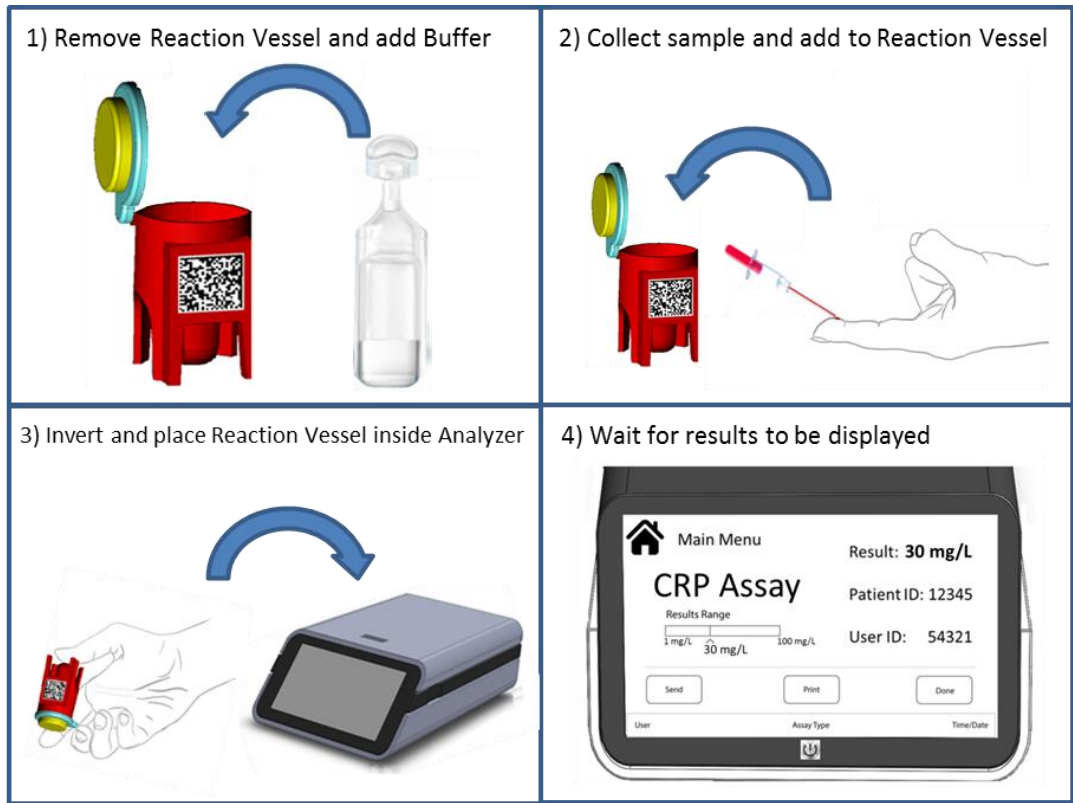 1) Remove Reaction Vessel and add Buffer
2) Collect sample and add to Reaction Vessel
3) Invert and place Reaction Vessel inside Analyzer
4) Wait for results to be displayed
Main Menu
Result: 30 mg/L
CRP Assay
Patient ID: 12345
Results Range
1 mg/L
30 mg/L
100 mg/L
User ID: 54321
Send
Print
Done
User
Assay Type
Time/Date